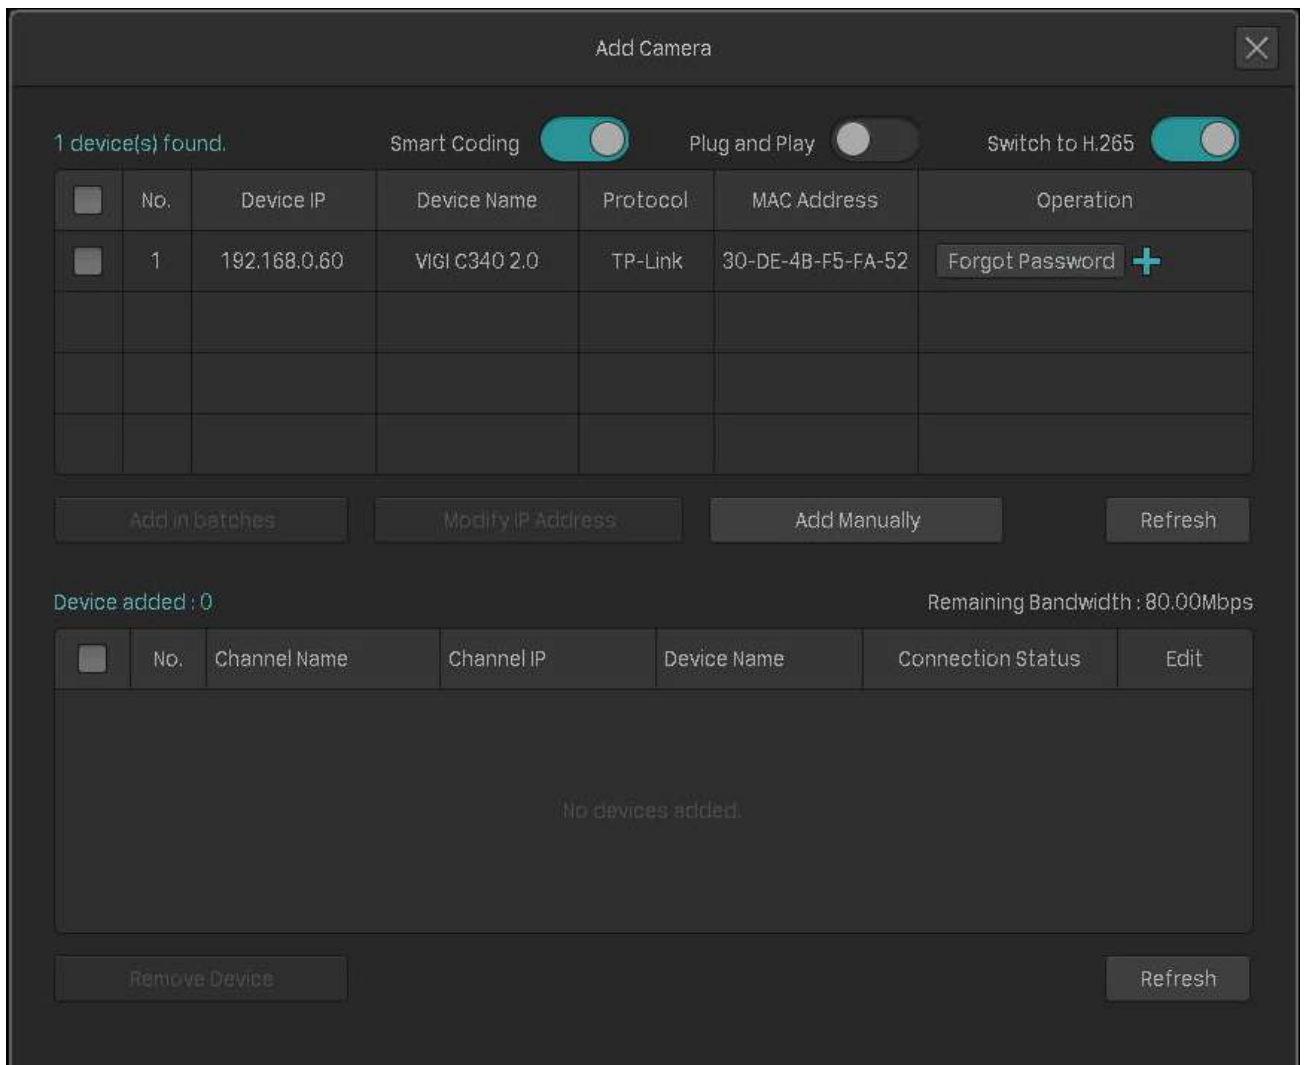 Add Camera
1 device(s) found. Smart Coding Plug and Play Switch to H.265
No. Device IP Device Name Protocol MAC Address Operation
1 192.168.0.60 VIGI C340 2.0 TP-Link 30-DE-4B-F5-FA-52 Forgot Password
Add in batches Modify IP Address Add Manually Refresh
Device added : 0 Remaining Bandwidth : 80.00Mbps
No. Channel Name Channel IP Device Name Connection Status Edit
No devices added.
Remove Device Refresh